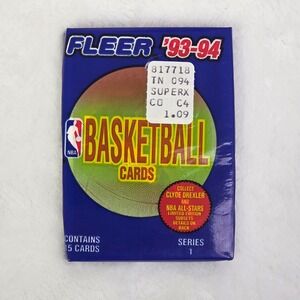 FLEER '93-94
817718
IN 094
SUPERX
CO C4
1.09
NBA
BASKETBALL
CARDS
COLLECT
CLYDE DREXLER
AND
NBA ALL-STARS
LIMITED EDITION
SUBSETS
DETAILS ON
BACK
CONTAINS
15 CARDS
SERIES
1